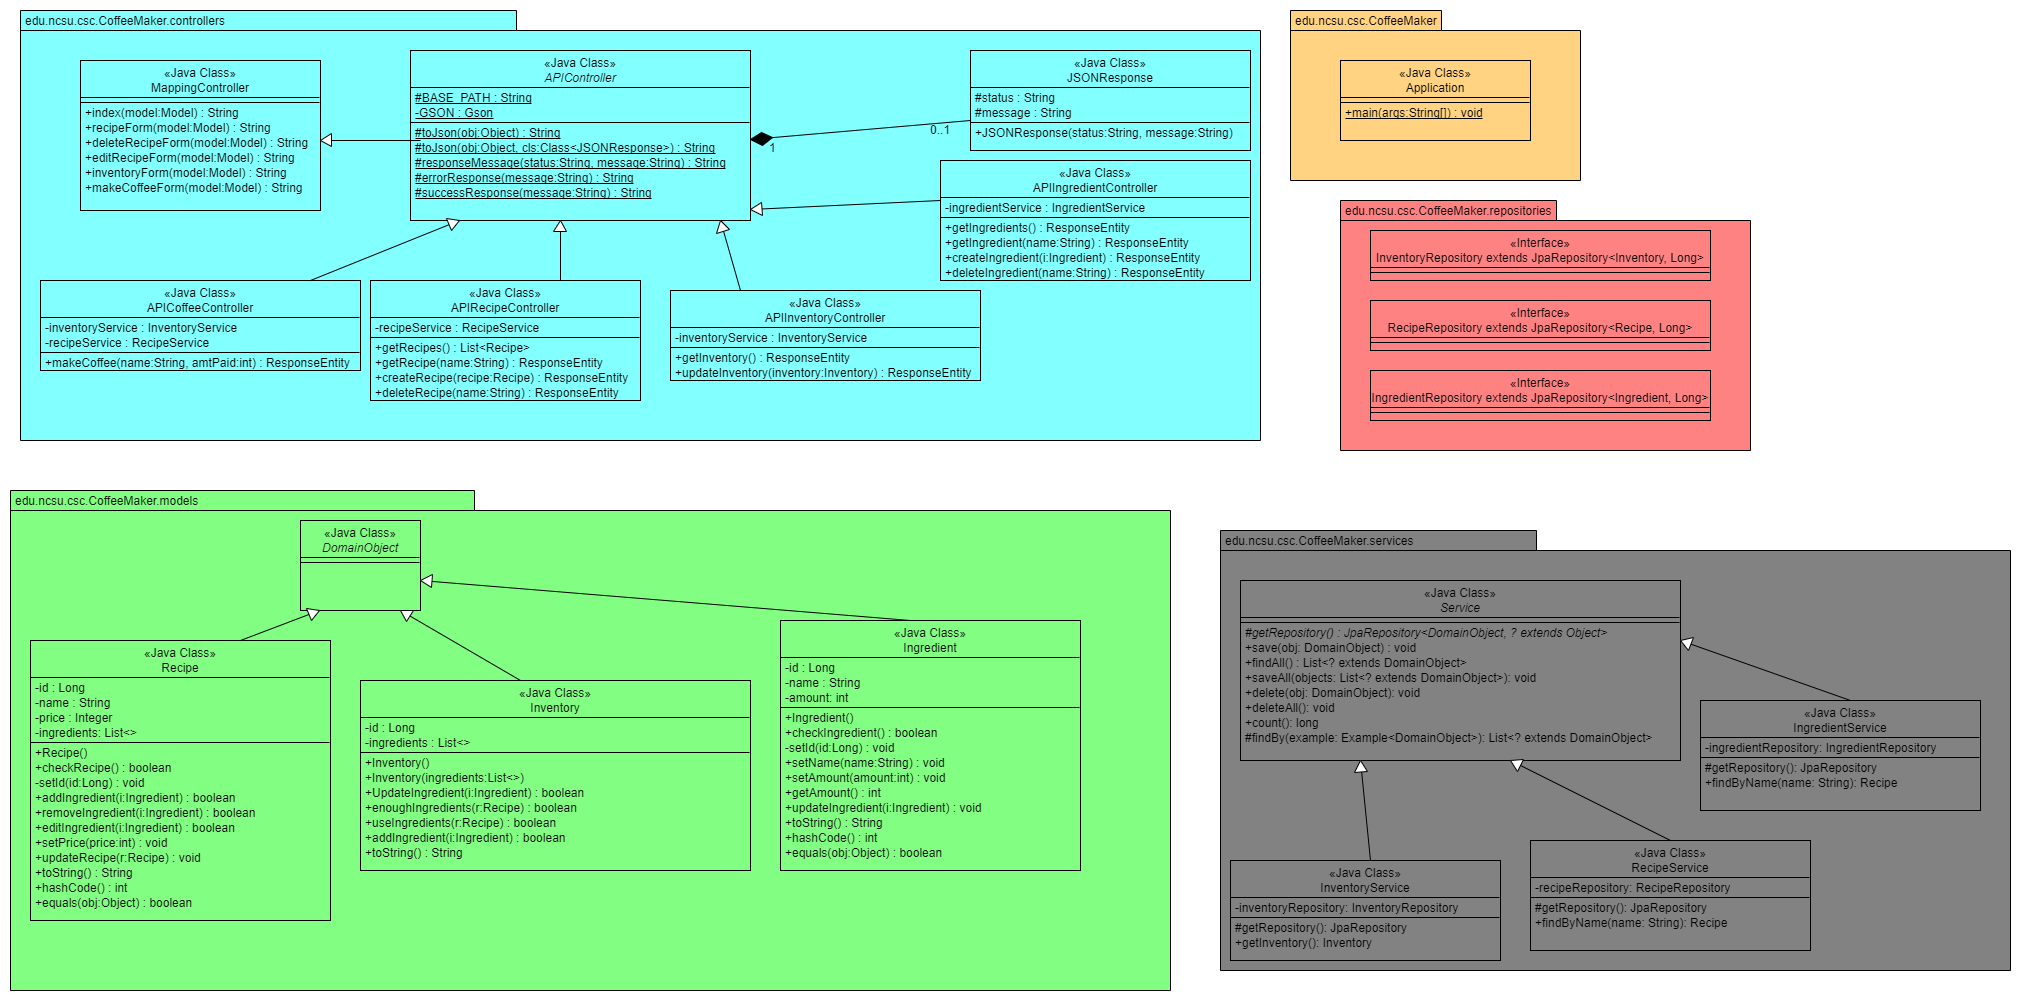 edu.ncsu.csc.CoffeeMaker.controllers
«Java Class»
MappingController
+index(model:Model) : String
+recipeForm(model:Model) : String
+deleteRecipeForm(model:Model) : String
+editRecipeForm(model:Model) : String
+inventoryForm(model:Model) : String
+makeCoffeeForm(model:Model) : String
«Java Class»
APIController
#BASE_PATH : String
-GSON : Gson
#toJson(obj:Object) : String
#toJson(obj:Object, cls:Class<JSONResponse>) : String
#responseMessage(status:String, message:String) : String
#errorResponse(message:String) : String
#successResponse(message:String) : String
1
0..1
«Java Class»
JSONResponse
#status : String
#message : String
+JSONResponse(status:String, message:String)
«Java Class»
APIIngredientController
-ingredientService : IngredientService
+getIngredients() : ResponseEntity
+getIngredient(name:String) : ResponseEntity
+createIngredient(i:Ingredient) : ResponseEntity
+deleteIngredient(name:String) : ResponseEntity
«Java Class»
APICoffeeController
-inventoryService : InventoryService
-recipeService : RecipeService
+makeCoffee(name:String, amtPaid:int) : ResponseEntity
«Java Class»
APIRecipeController
-recipeService : RecipeService
+getRecipes() : List<Recipe>
+getRecipe(name:String) : ResponseEntity
+createRecipe(recipe:Recipe) : ResponseEntity
+deleteRecipe(name:String) : ResponseEntity
«Java Class»
APIInventoryController
-inventoryService : InventoryService
+getInventory() : ResponseEntity
+updateInventory(inventory:Inventory) : ResponseEntity
edu.ncsu.csc.CoffeeMaker
«Java Class»
Application
+main(args:String[]) : void
edu.ncsu.csc.CoffeeMaker.repositories
«Interface»
InventoryRepository extends JpaRepository<Inventory, Long>
«Interface»
RecipeRepository extends JpaRepository<Recipe, Long>
«Interface»
IngredientRepository extends JpaRepository<Ingredient, Long>
edu.ncsu.csc.CoffeeMaker.models
«Java Class»
DomainObject
«Java Class»
Recipe
-id : Long
-name : String
-price : Integer
-ingredients: List<>
+Recipe()
+checkRecipe() : boolean
-setId(id:Long) : void
+addIngredient(i:Ingredient) : boolean
+removeIngredient(i:Ingredient) : boolean
+editIngredient(i:Ingredient) : boolean
+setPrice(price:int) : void
+updateRecipe(r:Recipe) : void
+toString() : String
+hashCode() : int
+equals(obj:Object) : boolean
«Java Class»
Inventory
-id : Long
-ingredients : List<>
+Inventory()
+Inventory(ingredients:List<>)
+UpdateIngredient(i:Ingredient) : boolean
+enoughIngredients(r:Recipe) : boolean
+useIngredients(r:Recipe) : boolean
+addIngredient(i:Ingredient) : boolean
+toString() : String
«Java Class»
Ingredient
-id : Long
-name : String
-amount: int
+Ingredient()
+checkIngredient() : boolean
-setId(id:Long) : void
+setName(name:String) : void
+setAmount(amount:int) : void
+getAmount() : int
+updateIngredient(i:Ingredient) : void
+toString() : String
+hashCode() : int
+equals(obj:Object) : boolean
edu.ncsu.csc.CoffeeMaker.services
«Java Class»
Service
#getRepository() : JpaRepository<DomainObject, ? extends Object>
+save(obj: DomainObject) : void
+findAll() : List<? extends DomainObject>
+saveAll(objects: List<? extends DomainObject>): void
+delete(obj: DomainObject): void
+deleteAll(): void
+count(): long
#findBy(example: Example<DomainObject>): List<? extends DomainObject>
«Java Class»
IngredientService
-ingredientRepository: IngredientRepository
#getRepository(): JpaRepository
+findByName(name: String): Recipe
«Java Class»
InventoryService
-inventoryRepository: InventoryRepository
#getRepository(): JpaRepository
+getInventory(): Inventory
«Java Class»
RecipeService
-recipeRepository: RecipeRepository
#getRepository(): JpaRepository
+findByName(name: String): Recipe